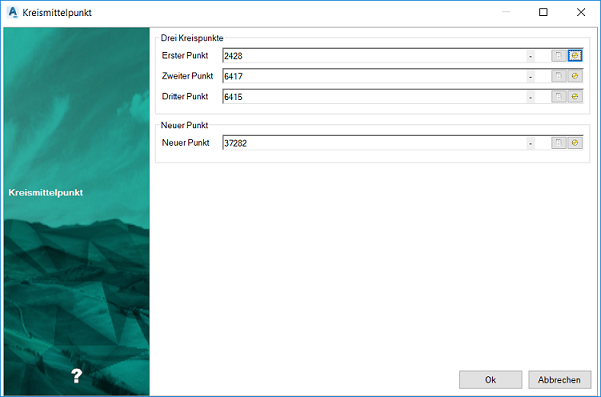 Kreismittelpunkt
Drei Kreispunkte
Erster Punkt 2428 -
Zweiter Punkt 6417 -
Dritter Punkt 6415 -
Neuer Punkt
Neuer Punkt 37282 -
Kreismittelpunkt
?
Ok Abbrechen